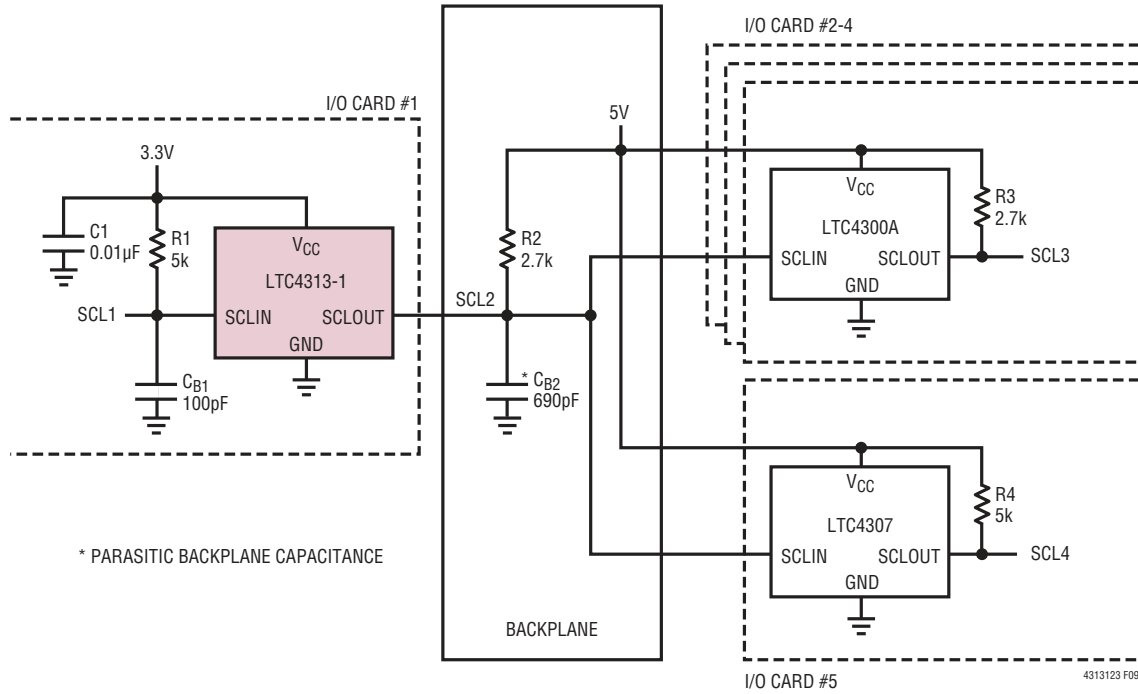 I/O CARD #1
3.3V
C1
0.01µF
R1
5k
VCC
LTC4313-1
SCL1
SCLIN
SCLOUT
GND
CB1
100pF
* PARASITIC BACKPLANE CAPACITANCE
5V
R2
2.7k
SCL2
* CB2
690pF
BACKPLANE
I/O CARD #2-4
VCC
LTC4300A
SCLIN
SCLOUT
GND
R3
2.7k
SCL3
VCC
LTC4307
SCLIN
SCLOUT
GND
R4
5k
SCL4
I/O CARD #5
4313123 F09